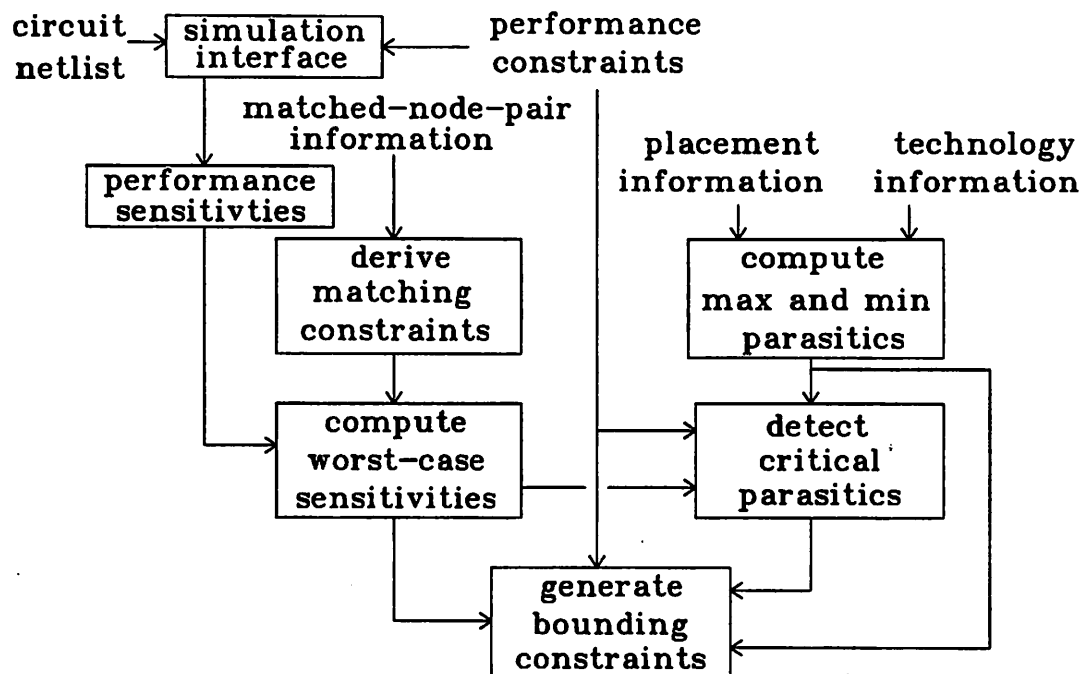 circuit
netlist
simulation
interface
performance
constraints
matched-node-pair
information
placement
information
technology
information
performance
sensitivties
derive
matching
constraints
compute
max and min
parasitics
compute
worst-case
sensitivities
detect
critical
parasitics
generate
bounding
constraints